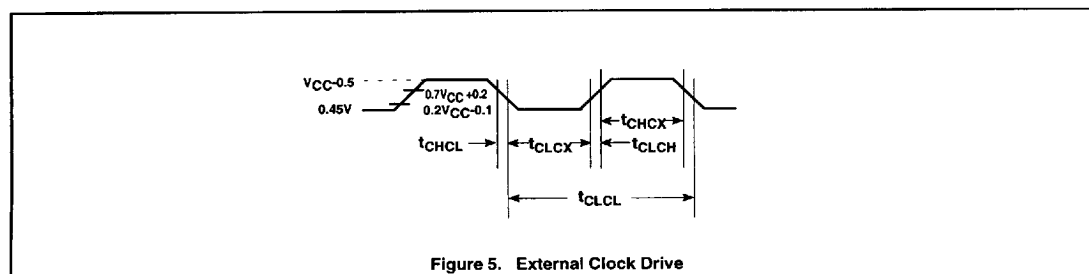 VCC–0.5
0.7VCC+0.2
0.45V
0.2VCC–0.1
tCHCX
tCHCL
tCLCX
tCLCH
tCLCL
Figure 5. External Clock Drive